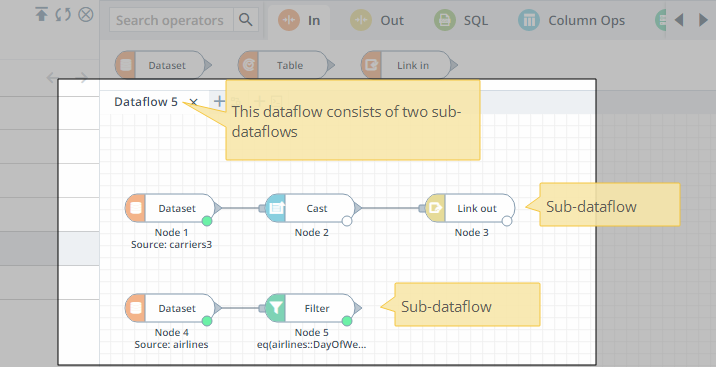 Search operators
In
Out
SQL
Column Ops
Dataset
Table
Link in
Dataflow 5
This dataflow consists of two sub-
dataflows
Dataset
Cast
Link out
Sub-dataflow
Node 1
Node 2
Node 3
Source: carriers3
Dataset
Filter
Sub-dataflow
Node 4
Node 5
Source: airlines
eq(airlines::DayOfWe...